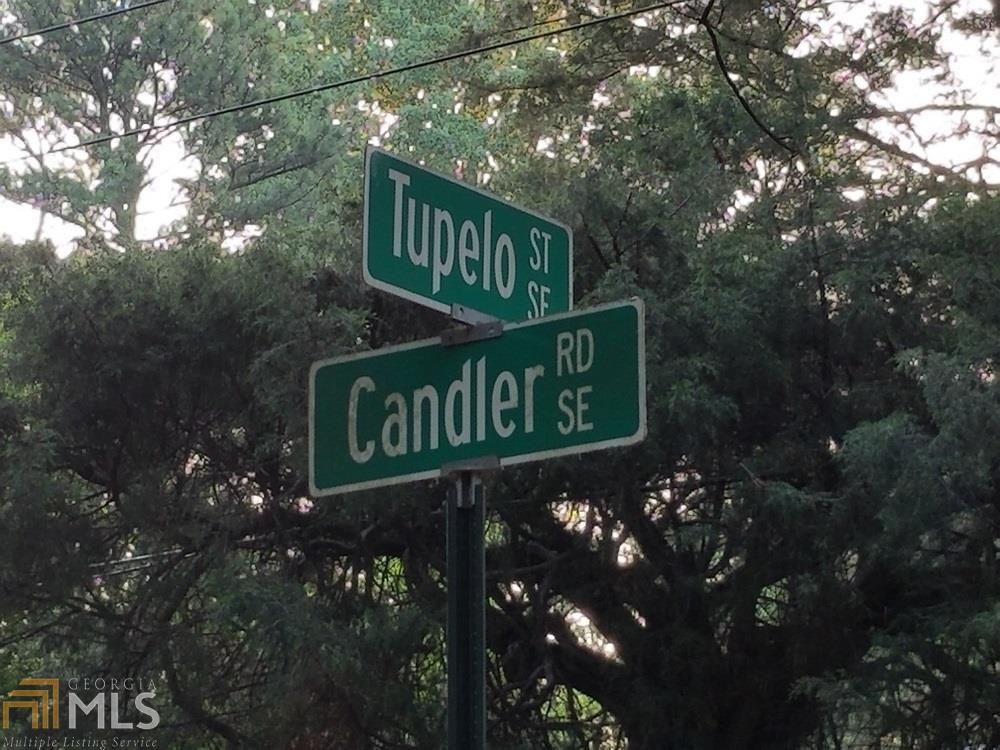 Tupelo ST SE
Candler RD SE
GEORGIA
MLS
Multiple Listing Service